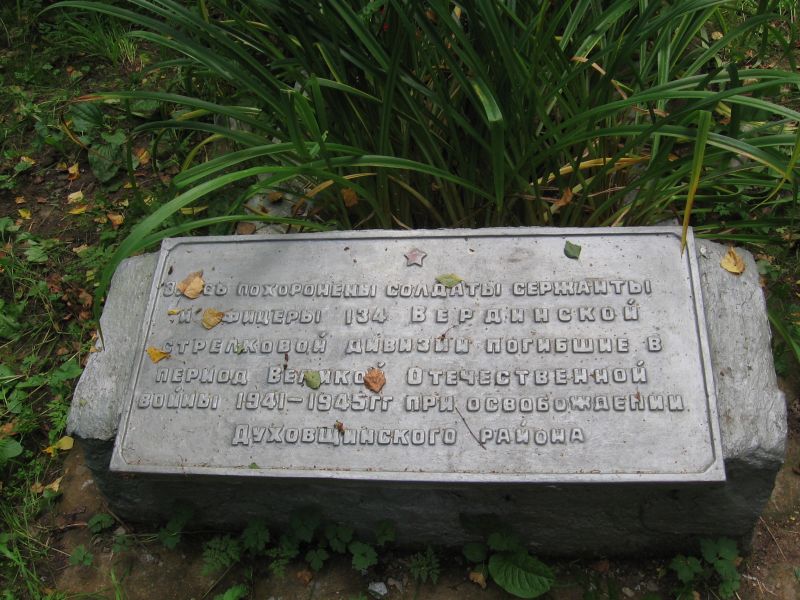 Здесь похоронены солдаты сержанты
и офицеры 134 Вердинской
стрелковой дивизии погибшие в
период Великой Отечественной
войны 1941-1945гг при освобождении
Духовщинского района